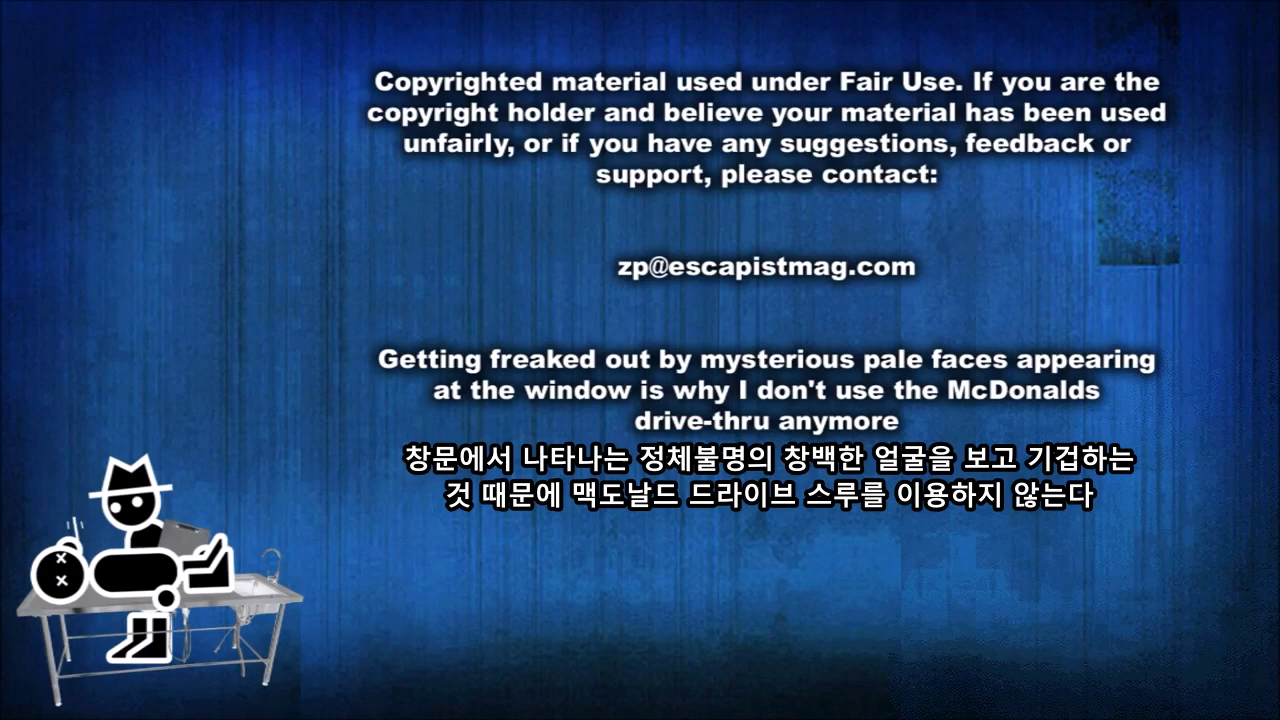 Copyrighted material used under Fair Use. If you are the
copyright holder and believe your material has been used
unfairly, or if you have any suggestions, feedback or
support, please contact:
zp@escapistmag.com
Getting freaked out by mysterious pale faces appearing
at the window is why I don't use the McDonalds
drive-thru anymore
창문에서 나타나는 정체불명의 창백한 얼굴을 보고 기겁하는
것 때문에 맥도날드 드라이브 스루를 이용하지 않는다